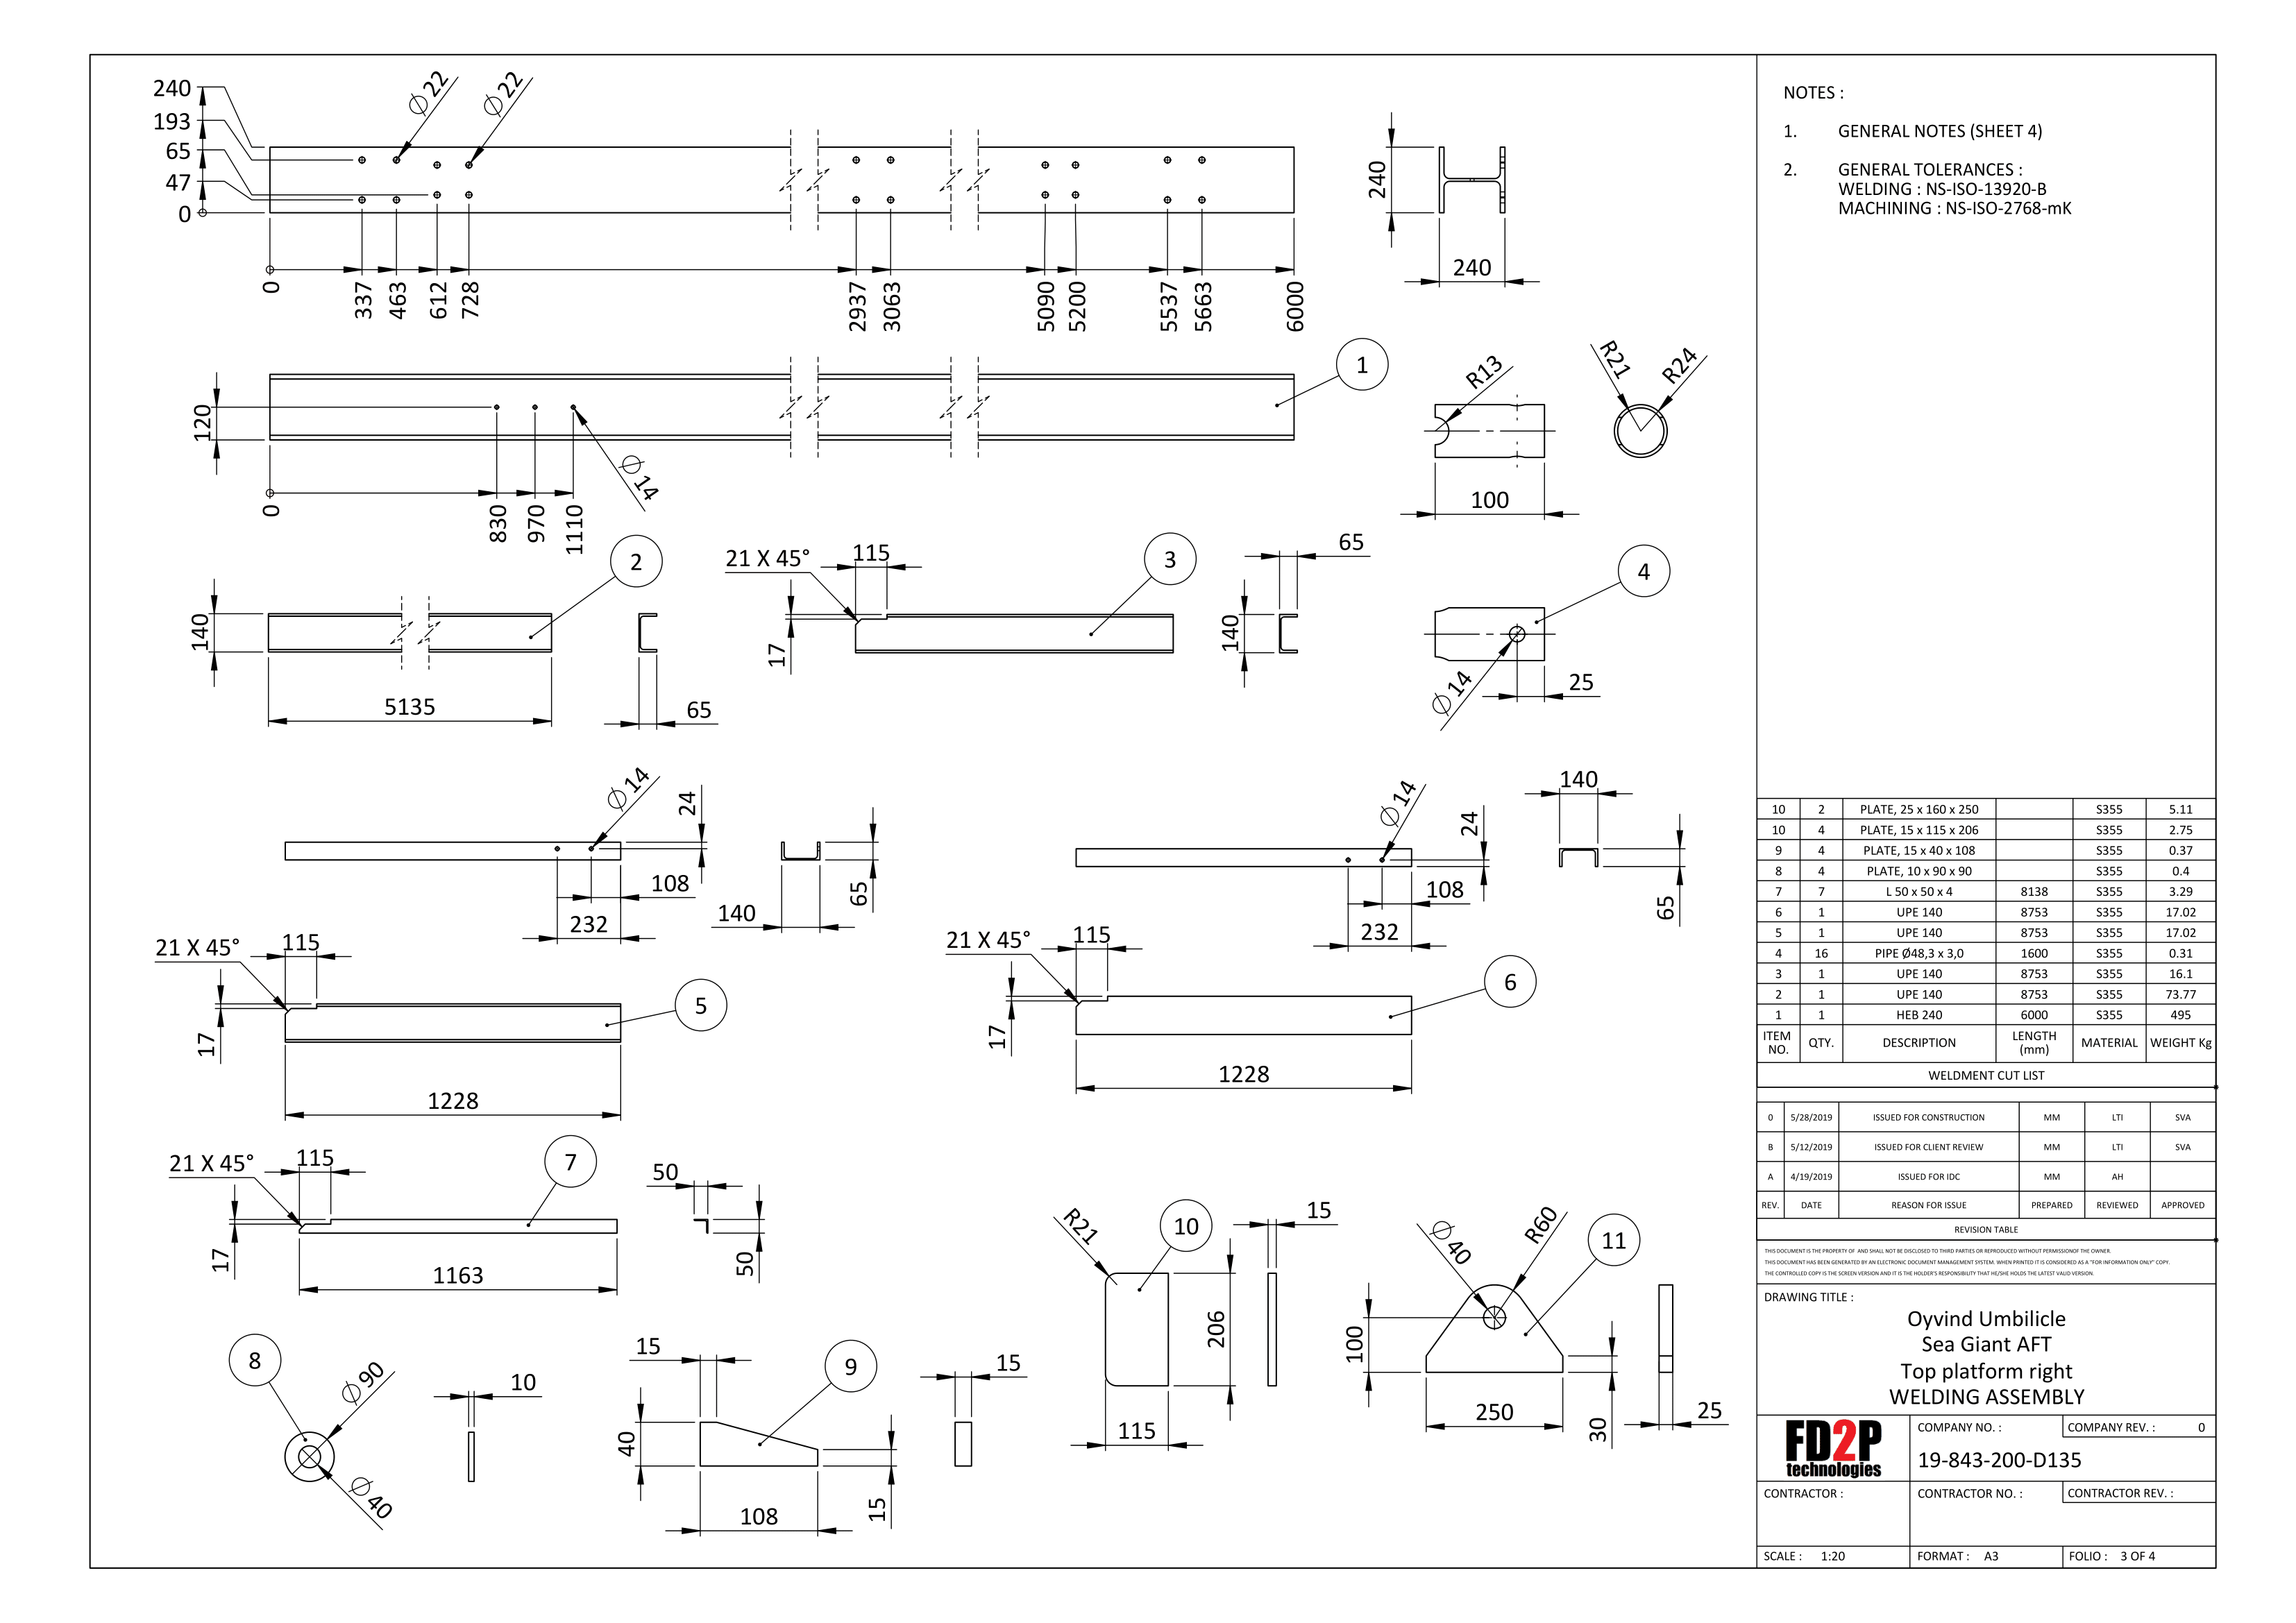 240
193
65
47
0
Ø 22
Ø 22
0
337
463
612
728
2937
3063
5090
5200
5537
5663
6000
240
240
120
0
830
970
1110
Ø 14
1
R13
100
R21
R24
140
5135
2
65
21 X 45°
115
17
3
65
140
4
Ø 14
25
Ø 14
24
108
232
140
65
21 X 45°
115
17
1228
5
Ø 14
24
108
232
140
65
21 X 45°
115
17
1228
6
21 X 45°
115
17
1163
7
50
50
8
Ø 90
Ø 40
10
15
40
108
15
9
15
R21
10
206
115
15
Ø 40
R60
11
100
250
30
25
NOTES :
1. GENERAL NOTES (SHEET 4)
2. GENERAL TOLERANCES :
WELDING : NS-ISO-13920-B
MACHINING : NS-ISO-2768-mK
10 2 PLATE, 25 x 160 x 250 S355 5.11
10 4 PLATE, 15 x 115 x 206 S355 2.75
9 4 PLATE, 15 x 40 x 108 S355 0.37
8 4 PLATE, 10 x 90 x 90 S355 0.4
7 7 L 50 x 50 x 4 8138 S355 3.29
6 1 UPE 140 8753 S355 17.02
5 1 UPE 140 8753 S355 17.02
4 16 PIPE Ø48,3 x 3,0 1600 S355 0.31
3 1 UPE 140 8753 S355 16.1
2 1 UPE 140 8753 S355 73.77
1 1 HEB 240 6000 S355 495
ITEM NO. QTY. DESCRIPTION LENGTH (mm) MATERIAL WEIGHT Kg
WELDMENT CUT LIST
0 5/28/2019 ISSUED FOR CONSTRUCTION MM LTI SVA
B 5/12/2019 ISSUED FOR CLIENT REVIEW MM LTI SVA
A 4/19/2019 ISSUED FOR IDC MM AH
REV. DATE REASON FOR ISSUE PREPARED REVIEWED APPROVED
REVISION TABLE
THIS DOCUMENT IS THE PROPERTY OF AND SHALL NOT BE DISCLOSED TO THIRD PARTIES OR REPRODUCED WITHOUT PERMISSIONOF THE OWNER.
THIS DOCUMENT HAS BEEN GENERATED BY AN ELECTRONIC DOCUMENT MANAGEMENT SYSTEM. WHEN PRINTED IT IS CONSIDERED AS A "FOR INFORMATION ONLY" COPY.
THE CONTROLLED COPY IS THE SCREEN VERSION AND IT IS THE HOLDER'S RESPONSIBILITY THAT HE/SHE HOLDS THE LATEST VALID VERSION.
DRAWING TITLE :
Oyvind Umbilicle
Sea Giant AFT
Top platform right
WELDING ASSEMBLY
FD2P
technologies
COMPANY NO. :
COMPANY REV. : 0
19-843-200-D135
CONTRACTOR :
CONTRACTOR NO. :
CONTRACTOR REV. :
SCALE : 1:20
FORMAT : A3
FOLIO : 3 OF 4